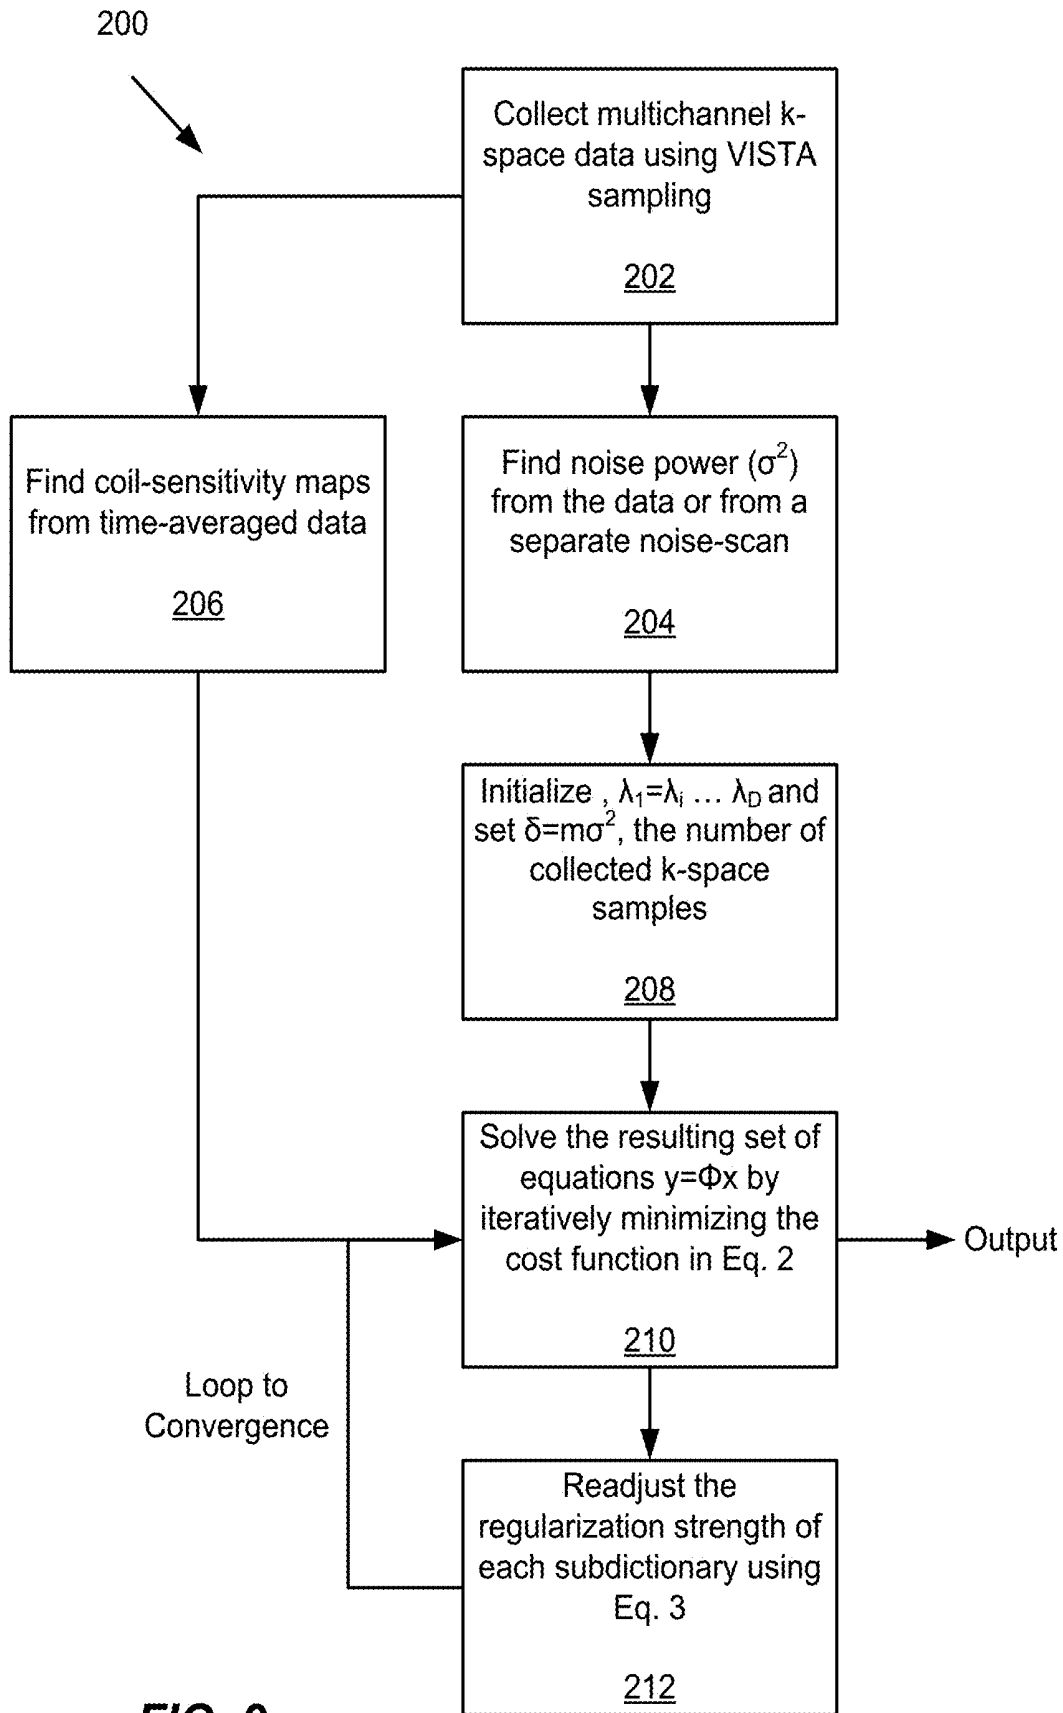 200
Collect multichannel k-
space data using VISTA
sampling
202
Find coil-sensitivity maps
from time-averaged data
206
Find noise power (σ²)
from the data or from a
separate noise-scan
204
Initialize , λ₁=λᵢ … λ_D and
set δ=mσ², the number of
collected k-space
samples
208
Solve the resulting set of
equations y=Φx by
iteratively minimizing the
cost function in Eq. 2
210
Output
Loop to
Convergence
Readjust the
regularization strength of
each subdictionary using
Eq. 3
212
FIG.